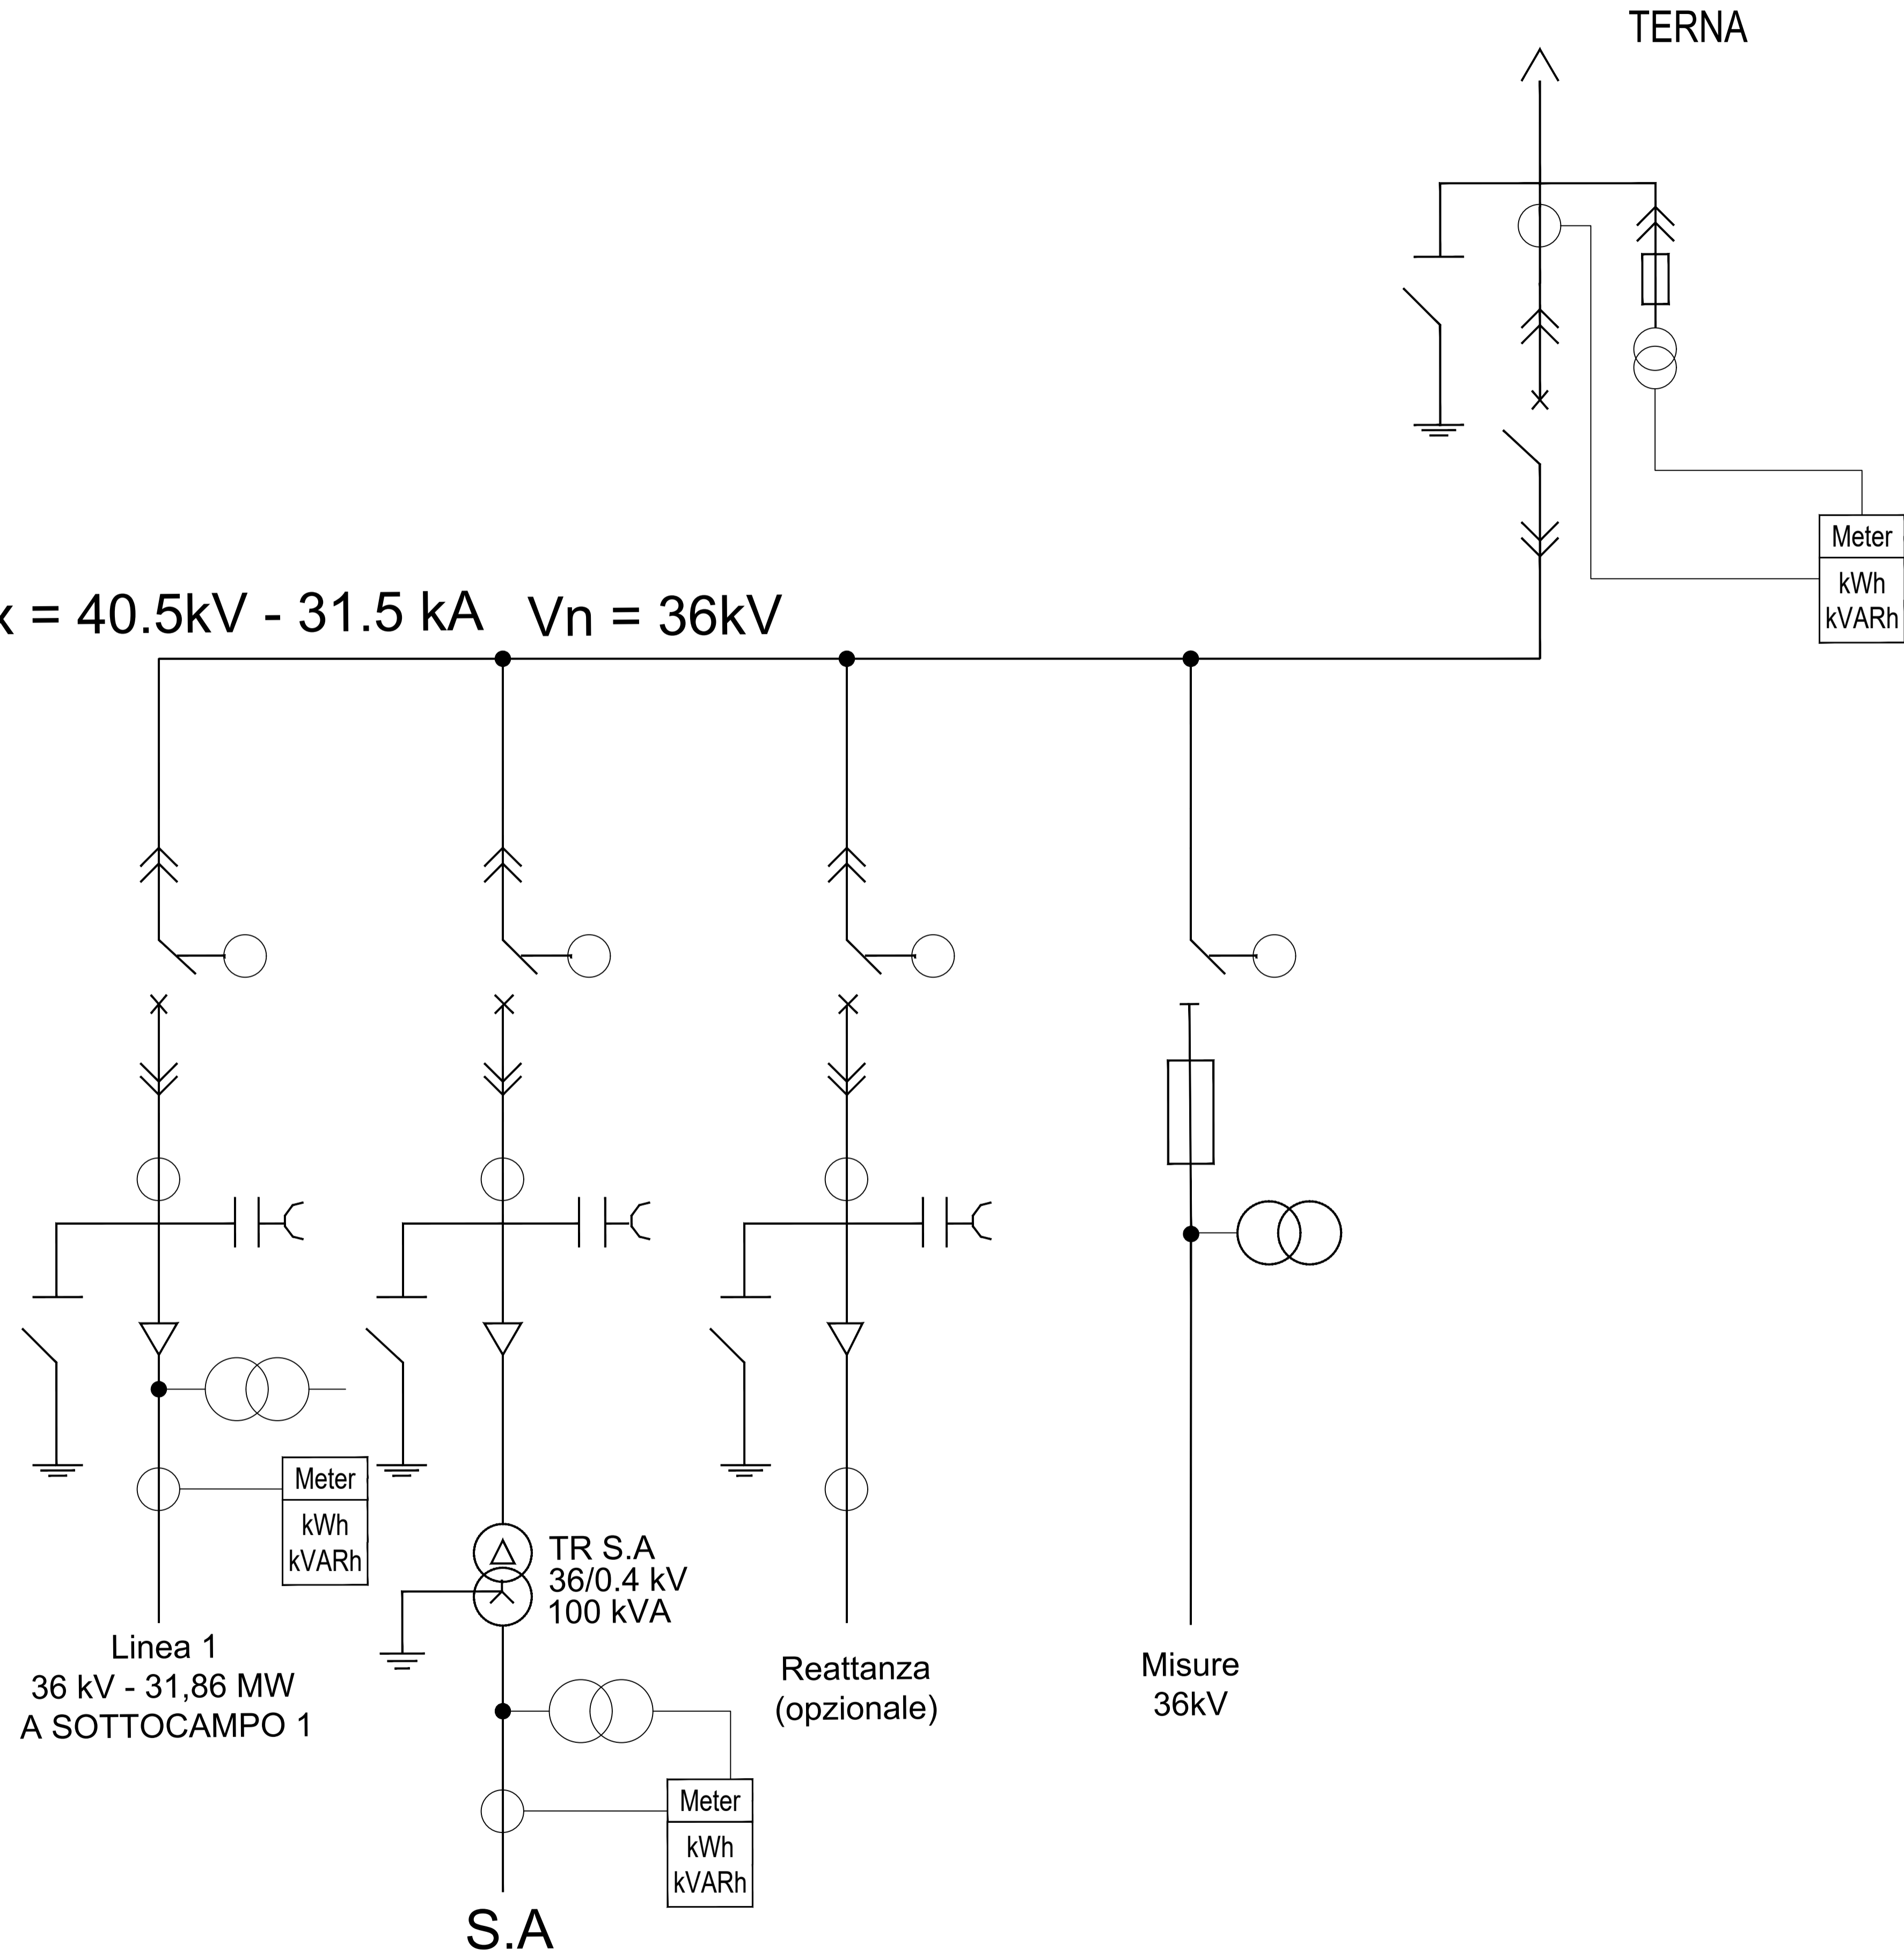 TERNA
Meter
kWh
kVARh
= 40.5kV - 31.5 kA Vn = 36kV
Meter
kWh
kVARh
TR S.A
36/0.4 kV
100 kVA
Linea 1
36 kV - 31,86 MW
A SOTTOCAMPO 1
Reattanza
(opzionale)
Misure
36kV
Meter
kWh
kVARh
S.A